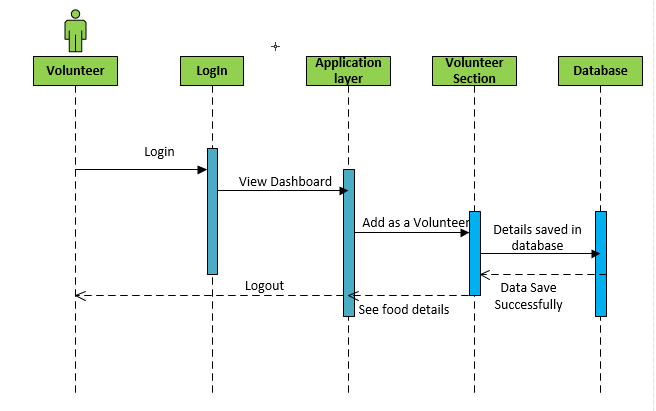 Volunteer
LogIn
Application
layer
Volunteer
Section
Database
Login
View Dashboard
Add as a Volunteer
Details saved in
database
Data Save
Successfully
Logout
See food details